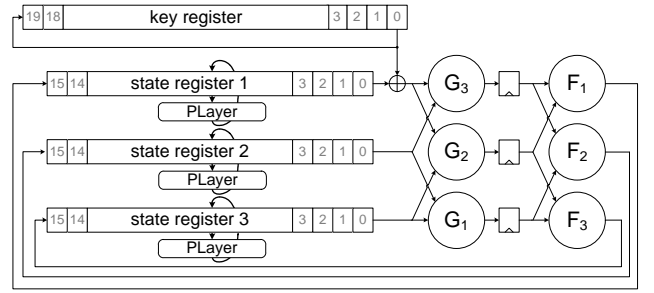 19 18 key register 3 2 1 0
15 14 state register 1 3 2 1 0 G3 F1
PLayer
15 14 state register 2 3 2 1 0 G2 F2
PLayer
15 14 state register 3 3 2 1 0 G1 F3
PLayer